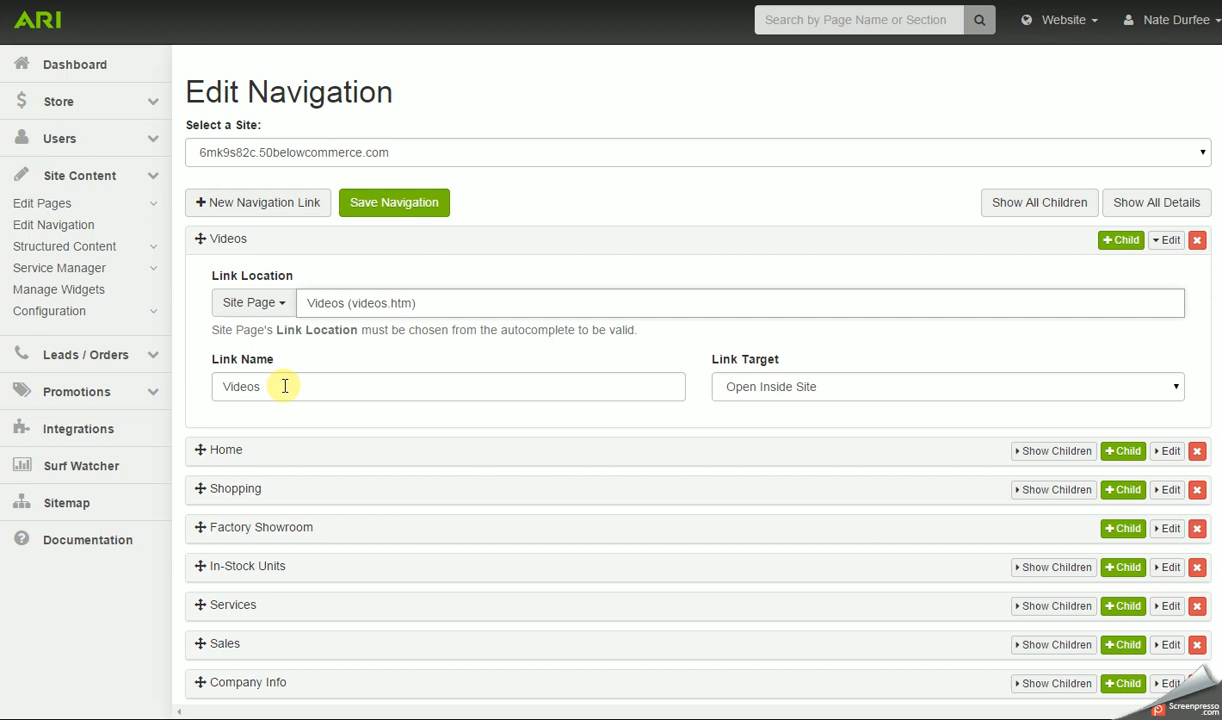 ARI
Search by Page Name or Section
Website
Nate Durfee
Dashboard
Store
Users
Site Content
Edit Pages
Edit Navigation
Structured Content
Service Manager
Manage Widgets
Configuration
Leads / Orders
Promotions
Integrations
Surf Watcher
Sitemap
Documentation
Edit Navigation
Select a Site:
6mk9s82c.50belowcommerce.com
New Navigation Link
Save Navigation
Show All Children
Show All Details
Videos
Child Edit
Link Location
Site Page Videos (videos.htm)
Site Page's Link Location must be chosen from the autocomplete to be valid.
Link Name
Link Target
Videos
Open Inside Site
Home Show Children Child Edit
Shopping Show Children Child Edit
Factory Showroom Child Edit
In-Stock Units Show Children Child Edit
Services Show Children Child Edit
Sales Show Children Child Edit
Company Info Show Children Child Edit
Screenpresso
.com